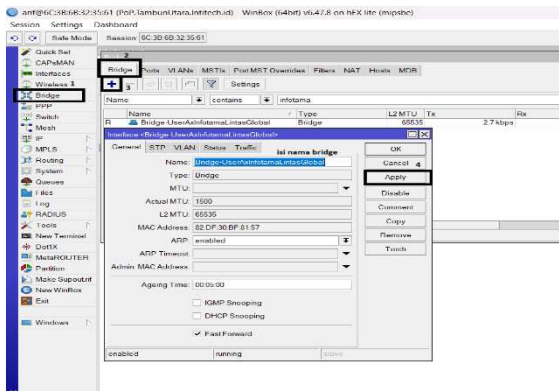 anf@6C:3B:6B:32:35:61 (PoP.TambunUtara.Infitech.id) WinBox (64bit) v6.47.8 on hEX lite (mipsbe)
Session Settings Dashboard
Safe Mode Session: 6C:3B:6B:32:35:61
Quick Set
CAPsMAN
Interfaces
Wireless 1
Bridge
PPP
Switch
Mesh
IP
MPLS
Routing
System
Queues
Files
Log
RADIUS
Tools
New Terminal
Dot1X
MetaROUTER
Partition
Make Supout.rif
New WinBox
Exit
Windows
2
Bridge Ports VLANs MSTIs Port MST Overrides Filters NAT Hosts MDB
3 Settings
Name contains infotama
Name Type L2 MTU Tx Rx
R Bridge-UserAxInfotamaLintasGlobal Bridge 65535 2.7 kbps
Interface <Bridge-UserAxInfotamaLintasGlobal>
General STP VLAN Status Traffic isi nama bridge
Name: Bridge-UserAxInfotamaLintasGlobal
Type: Bridge
MTU:
Actual MTU: 1500
L2 MTU: 65535
MAC Address: 82:DF:30:BF:81:57
ARP: enabled
ARP Timeout:
Admin. MAC Address:
Ageing Time: 00:05:00
IGMP Snooping
DHCP Snooping
Fast Forward
OK
Cancel 4
Apply
Disable
Comment
Copy
Remove
Torch
enabled running slave